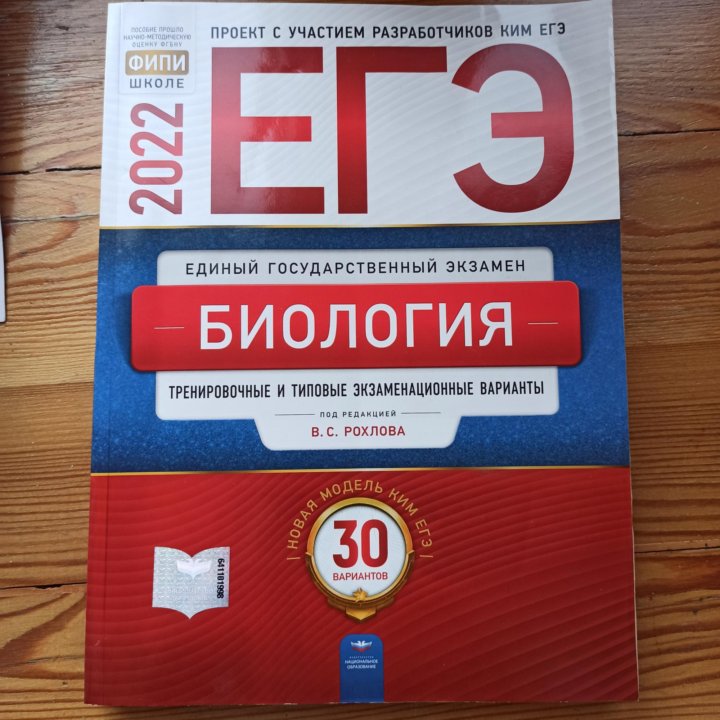 ПРОЕКТ С УЧАСТИЕМ РАЗРАБОТЧИКОВ КИМ ЕГЭ
ПОСОБИЕ ПРОШЛО
НАУЧНО-МЕТОДИЧЕСКУЮ
ОЦЕНКУ ФГБНУ
ФИПИ
ШКОЛЕ
2022
ЕГЭ
ЕДИНЫЙ ГОСУДАРСТВЕННЫЙ ЭКЗАМЕН
БИОЛОГИЯ
ТРЕНИРОВОЧНЫЕ И ТИПОВЫЕ ЭКЗАМЕНАЦИОННЫЕ ВАРИАНТЫ
ПОД РЕДАКЦИЕЙ
В. С. РОХЛОВА
НОВАЯ МОДЕЛЬ КИМ ЕГЭ
30
ВАРИАНТОВ
641181998
НАЦИОНАЛЬНОЕ
ОБРАЗОВАНИЕ